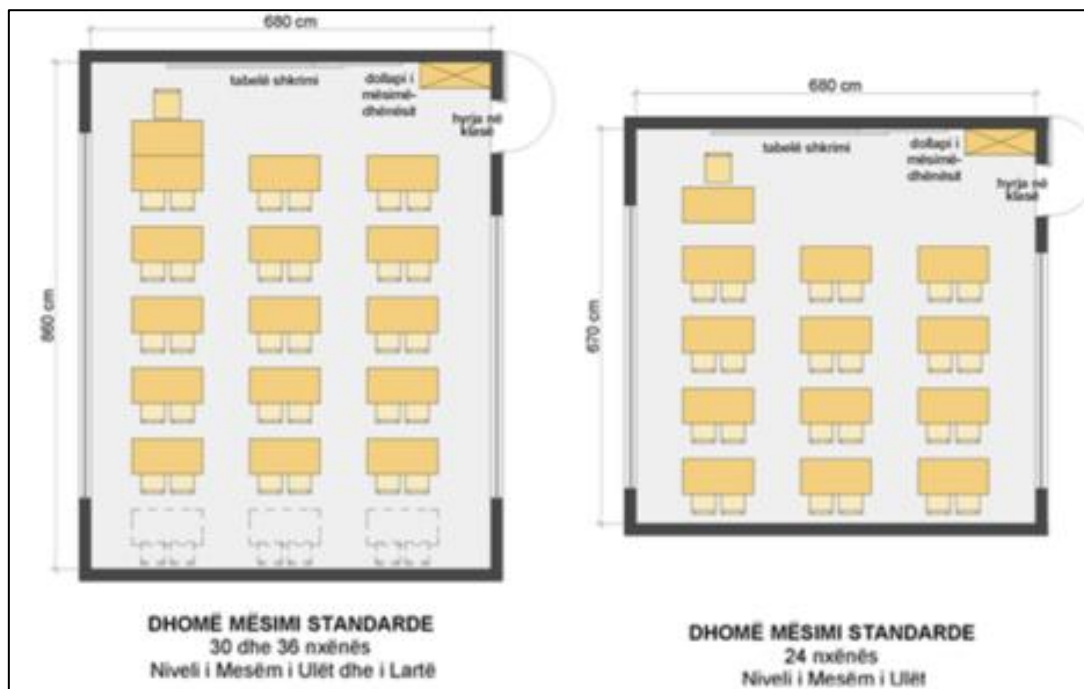 680 cm
tabelë shkrimi
dollapi i
mësimë-
dhënësit
hyrja në
klasë
860 cm
DHOMË MËSIMI STANDARDE
30 dhe 36 nxënës
Niveli i Mesëm i Ulët dhe i Lartë
680 cm
tabelë shkrimi
dollapi i
mësimë-
dhënësit
hyrja në
klasë
670 cm
DHOMË MËSIMI STANDARDE
24 nxënës
Niveli i Mesëm i Ulët